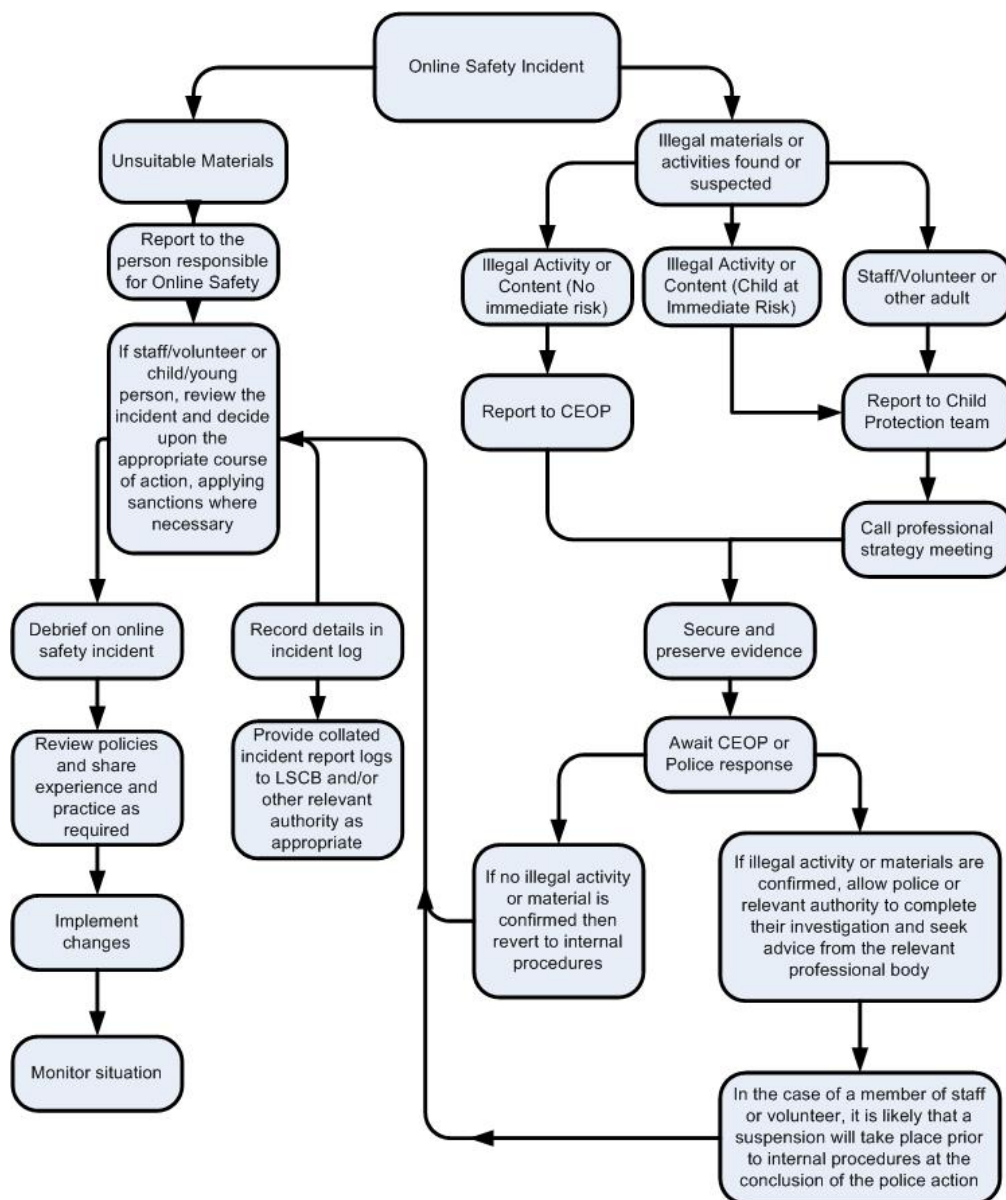 Online Safety Incident
Unsuitable Materials
Report to the
person responsible
for Online Safety
If staff/volunteer or
child/young
person, review the
incident and decide
upon the
appropriate course
of action, applying
sanctions where
necessary
Debrief on online
safety incident
Review policies
and share
experience and
practice as
required
Implement
changes
Monitor situation
Record details in
incident log
Provide collated
incident report logs
to LSCB and/or
other relevant
authority as
appropriate
Illegal materials or
activities found or
suspected
Illegal Activity or
Content (No
immediate risk)
Illegal Activity or
Content (Child at
Immediate Risk)
Staff/Volunteer or
other adult
Report to CEOP
Report to Child
Protection team
Call professional
strategy meeting
Secure and
preserve evidence
Await CEOP or
Police response
If no illegal activity
or material is
confirmed then
revert to internal
procedures
If illegal activity or materials are
confirmed, allow police or
relevant authority to complete
their investigation and seek
advice from the relevant
professional body
In the case of a member of staff
or volunteer, it is likely that a
suspension will take place prior
to internal procedures at the
conclusion of the police action